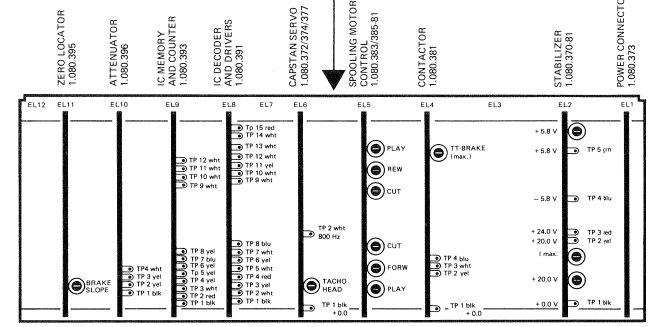 ZERO LOCATOR
1.080.395
ATTENUATOR
1.080.396
IC MEMORY
AND COUNTER
1.080.393
IC DECODER
AND DRIVERS
1.080.391
CAPSTAN SERVO
1.080.372/374/377
SPOOLING MOTOR
CONTROL
1.080.383/385-81
CONTACTOR
1.080.381
STABILIZER
1.080.370-81
POWER CONNECTO
1.080.373
EL12 EL11 EL10 EL9 EL8 EL7 EL6 EL5 EL4 EL3 EL2 EL1
BRAKE
SLOPE
TP4 wht
TP 3 yel
TP 2 yel
TP 1 blk
TP 12 wht
TP 11 wht
TP 10 wht
TP 9 wht
TP 8 yel
TP 7 blu
TP 6 yel
Tp 5 yel
TP 4 yel
TP 3 wht
TP 2 red
TP 1 blk
Tp 15 red
TP 14 wht
TP 13 wht
TP 12 wht
TP 11 yel
TP 10 wht
TP 9 wht
TP 8 blu
TP 7 wht
TP 6 yel
TP 5 wht
TP 4 red
TP 3 yel
TP 2 wht
TP 1 blk
TP 2 wht
800 Hz
TACHO
HEAD
TP 1 blk
+0.0
PLAY
REW
CUT
CUT
FORW
PLAY
TT-BRAKE
(max.)
TP 4 blu
TP 3 wht
TP 2 yel
TP 1 blk
+0.0
+ 5.8 V
+ 5.8 V TP 5 grn
− 5.8 V TP 4 blu
+ 24.0 V TP 3 red
+ 20.0 V TP 2 yel
I max.
+ 20.0 V
+ 0.0 V TP 1 blk